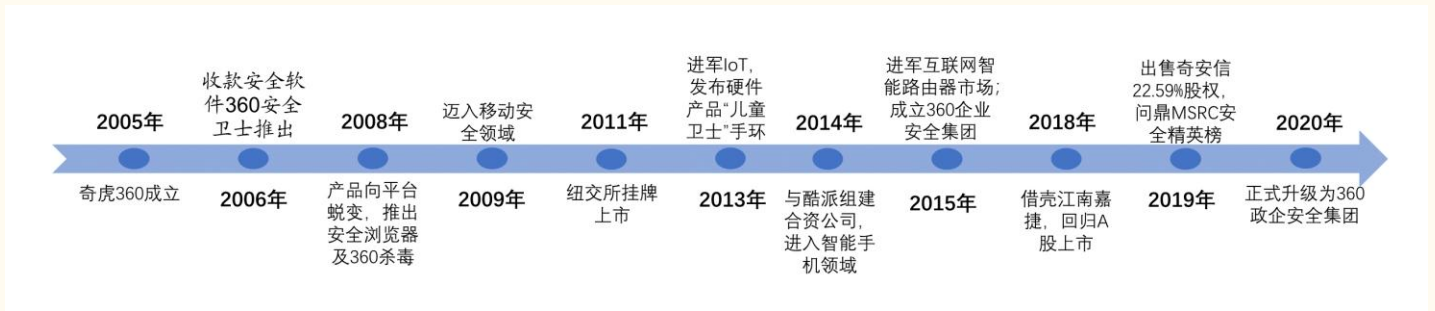 2005年
奇虎360成立
收款安全软
件360安全
卫士推出
2006年
2008年
产品向平台
蜕变，推出
安全浏览器
及360杀毒
迈入移动安
全领域
2009年
2011年
纽交所挂牌
上市
进军IoT，
发布硬件
产品“儿童
卫士”手环
2013年
2014年
与酷派组建
合资公司，
进入智能手
机领域
进军互联网智
能路由器市场；
成立360企业
安全集团
2015年
2018年
借壳江南嘉
捷，回归A
股上市
出售奇安信
22.59%股权，
问鼎MSRC安
全精英榜
2019年
2020年
正式升级为360
政企安全集团